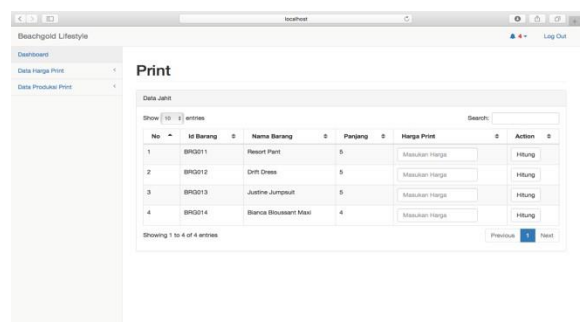 localhost
Beachgold Lifestyle
4
Log Out
Dashboard
Data Harga Print
Data Produksi Print
Print
Data Jahit
Show 10 entries
Search:
No Id Barang Nama Barang Panjang Harga Print Action
1 BRG011 Resort Pant 5 Masukan Harga Hitung
2 BRG012 Drift Dress 5 Masukan Harga Hitung
3 BRG013 Justine Jumpsuit 5 Masukan Harga Hitung
4 BRG014 Bianca Bloussant Maxi 4 Masukan Harga Hitung
Showing 1 to 4 of 4 entries
Previous 1 Next